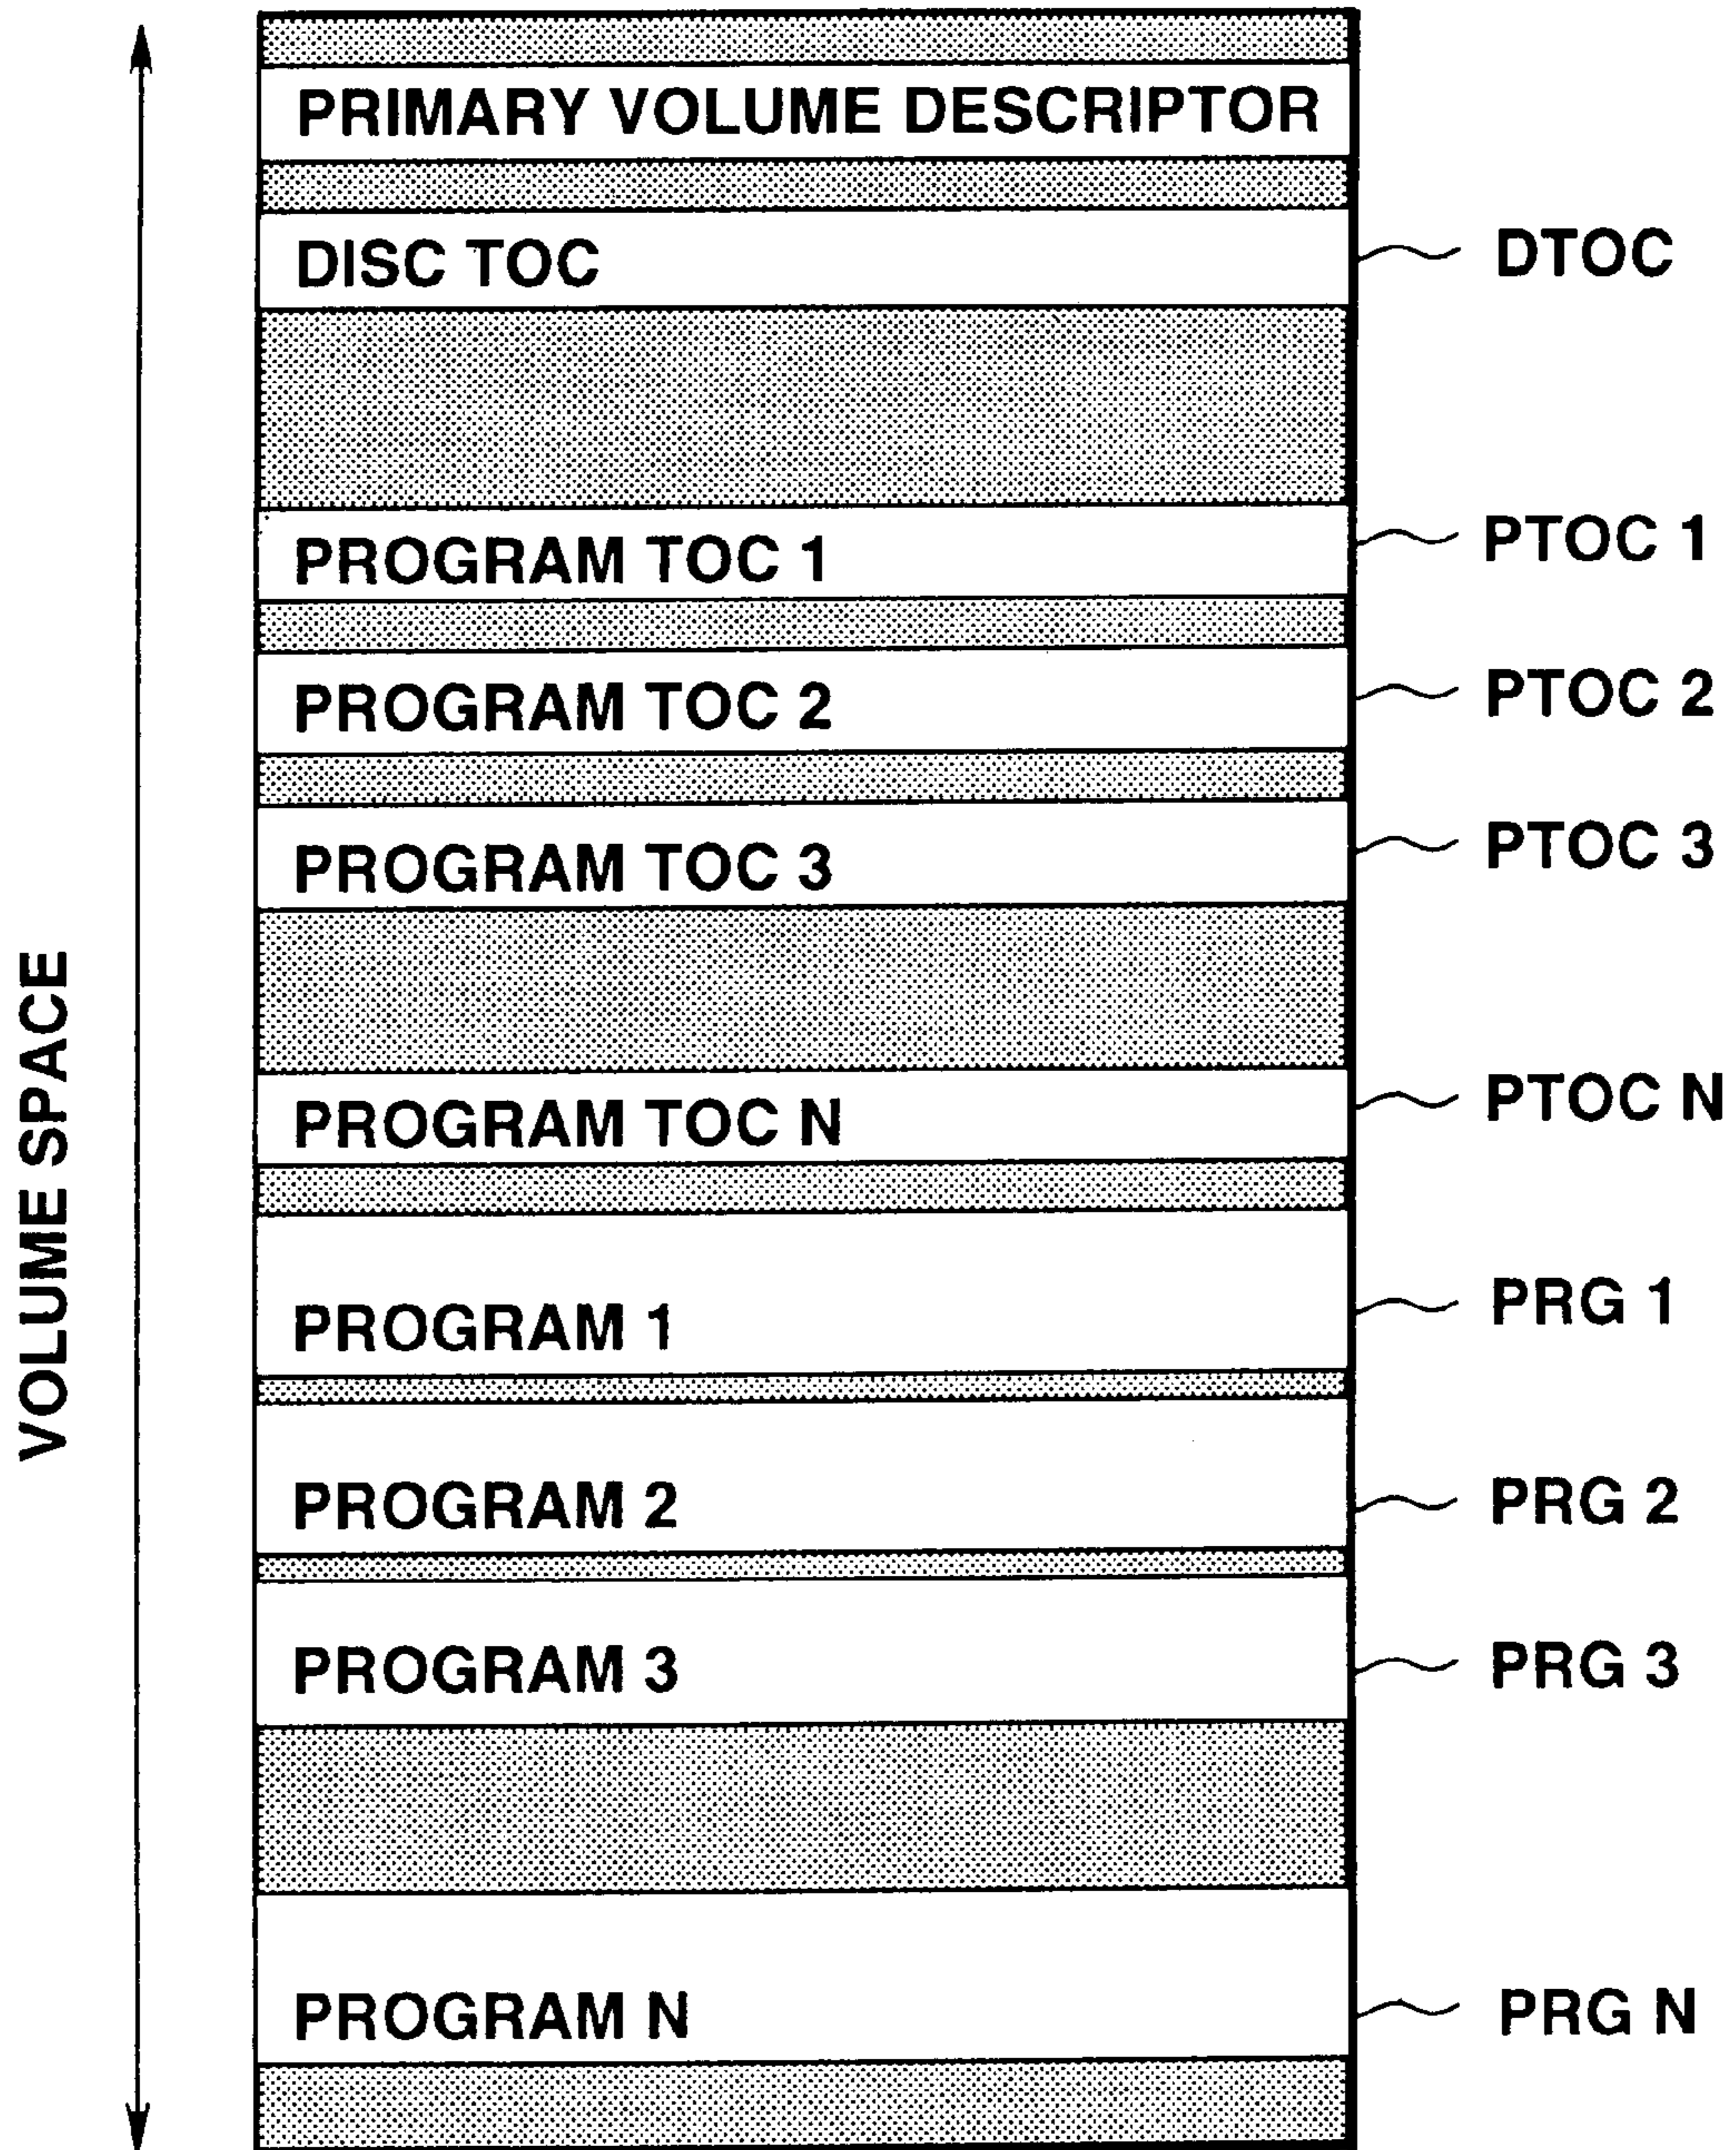 PRIMARY VOLUME DESCRIPTOR
DISC TOC
DTOC
PROGRAM TOC 1
PTOC 1
PROGRAM TOC 2
PTOC 2
PROGRAM TOC 3
PTOC 3
PROGRAM TOC N
PTOC N
PROGRAM 1
PRG 1
PROGRAM 2
PRG 2
PROGRAM 3
PRG 3
PROGRAM N
PRG N
VOLUME SPACE